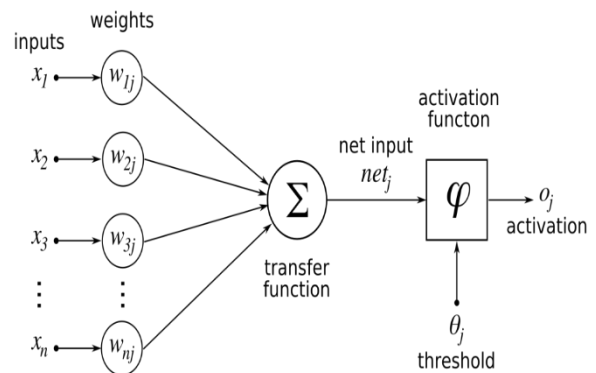 weights
inputs
x₁ w₁ⱼ
x₂ w₂ⱼ
x₃ w₃ⱼ
⋮ ⋮
xₙ wₙⱼ
Σ
transfer
function
net input
netⱼ
activation
functon
φ
oⱼ
activation
θⱼ
threshold